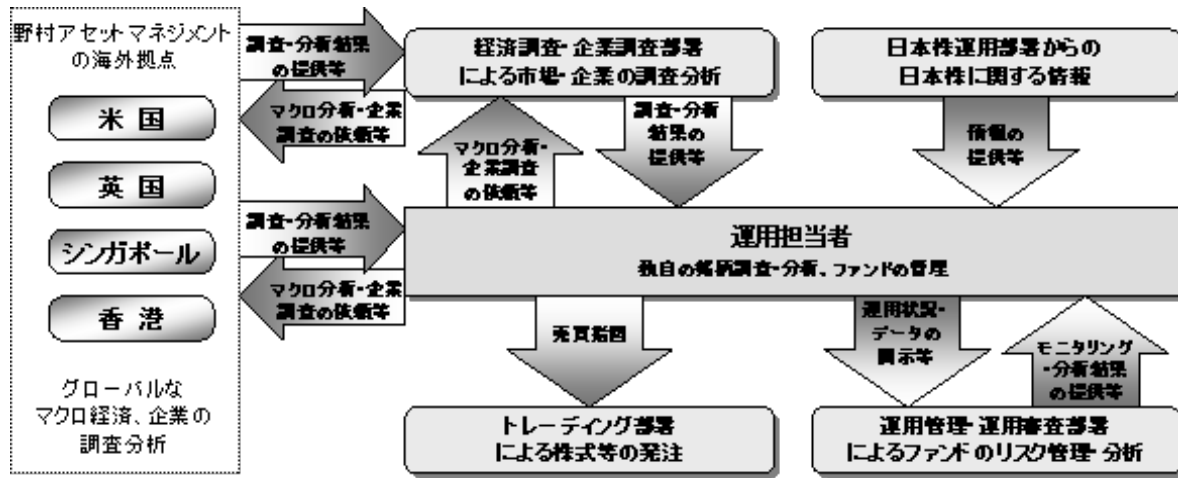 野村アセットマネジメント
の海外拠点
米国
英国
シンガポール
香港
グローバルな
マクロ経済、企業の
調査分析
調査・分析結果
の提供等
マクロ分析・企業
調査の依頼等
調査・分析結果
の提供等
マクロ分析・企業
調査の依頼等
経済調査・企業調査部署
による市場・企業の調査分析
日本株運用部署からの
日本株に関する情報
マクロ分析・
企業調査
の依頼等
調査・分析
結果の
提供等
情報の
提供等
運用担当者
独自の銘柄調査・分析、ファンドの管理
売買指図
運用状況・
データの
開示等
モニタリング
・分析結果
の提供等
トレーディング部署
による株式等の発注
運用管理・運用審査部署
によるファンドのリスク管理・分析